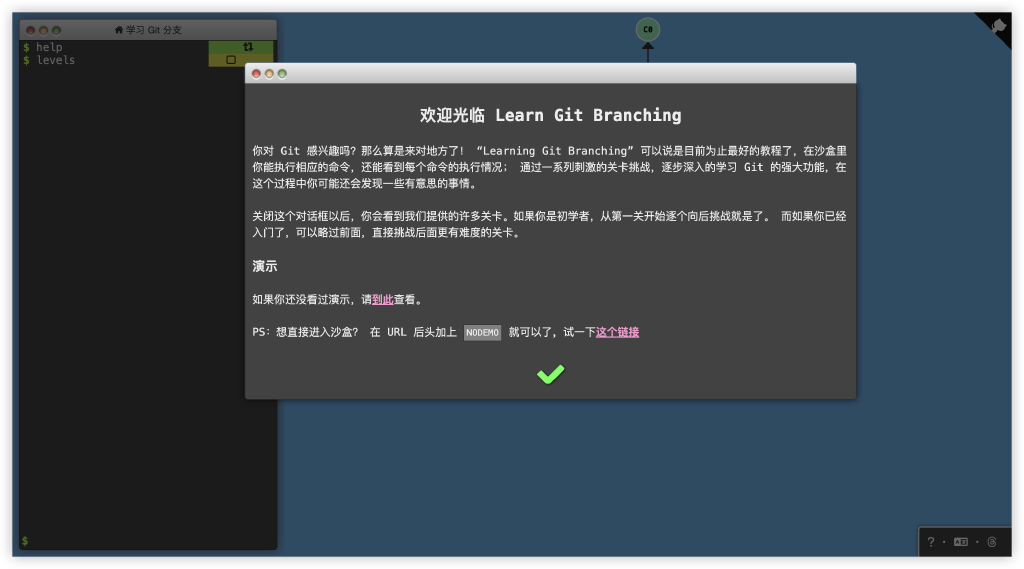 学习 Git 分支
$ help
$ levels
C0
欢迎光临 Learn Git Branching
你对 Git 感兴趣吗？那么算是来对地方了！ “Learning Git Branching” 可以说是目前为止最好的教程了，在沙盒里
你能执行相应的命令，还能看到每个命令的执行情况； 通过一系列刺激的关卡挑战，逐步深入的学习 Git 的强大功能，在
这个过程中你可能还会发现一些有意思的事情。
关闭这个对话框以后，你会看到我们提供的许多关卡。如果你是初学者，从第一关开始逐个向后挑战就是了。 而如果你已经
入门了，可以略过前面，直接挑战后面更有难度的关卡。
演示
如果你还没看过演示，请到此查看。
PS：想直接进入沙盒？ 在 URL 后头加上 NODEMO 就可以了，试一下这个链接
$
? · ·